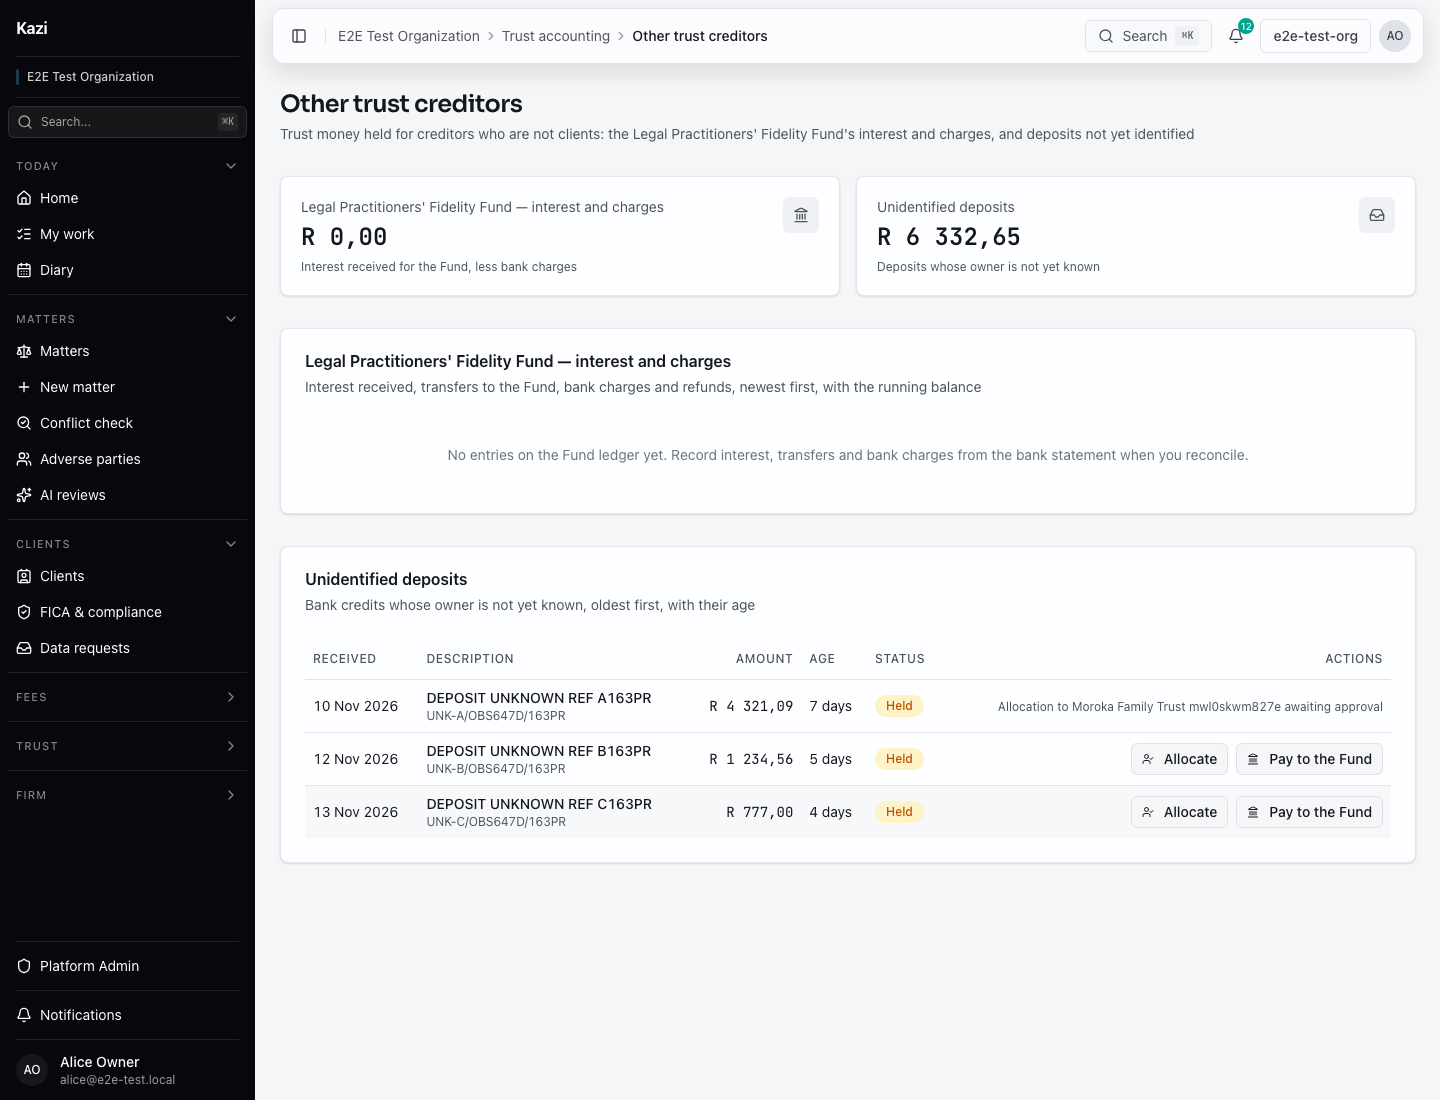 Kazi
E2E Test Organization
Search...
⌘K
TODAY
Home
My work
Diary
MATTERS
Matters
New matter
Conflict check
Adverse parties
AI reviews
CLIENTS
Clients
FICA & compliance
Data requests
FEES
TRUST
FIRM
Platform Admin
Notifications
AO
Alice Owner
alice@e2e-test.local
E2E Test Organization > Trust accounting > Other trust creditors
Search ⌘K
12
e2e-test-org
AO
Other trust creditors
Trust money held for creditors who are not clients: the Legal Practitioners' Fidelity Fund's interest and charges, and deposits not yet identified
Legal Practitioners' Fidelity Fund — interest and charges
R 0,00
Interest received for the Fund, less bank charges
Unidentified deposits
R 6 332,65
Deposits whose owner is not yet known
Legal Practitioners' Fidelity Fund — interest and charges
Interest received, transfers to the Fund, bank charges and refunds, newest first, with the running balance
No entries on the Fund ledger yet. Record interest, transfers and bank charges from the bank statement when you reconcile.
Unidentified deposits
Bank credits whose owner is not yet known, oldest first, with their age
RECEIVED DESCRIPTION AMOUNT AGE STATUS ACTIONS
10 Nov 2026 DEPOSIT UNKNOWN REF A163PR R 4 321,09 7 days Held Allocation to Moroka Family Trust mwl0skwm827e awaiting approval
UNK-A/OBS647D/163PR
12 Nov 2026 DEPOSIT UNKNOWN REF B163PR R 1 234,56 5 days Held Allocate Pay to the Fund
UNK-B/OBS647D/163PR
13 Nov 2026 DEPOSIT UNKNOWN REF C163PR R 777,00 4 days Held Allocate Pay to the Fund
UNK-C/OBS647D/163PR